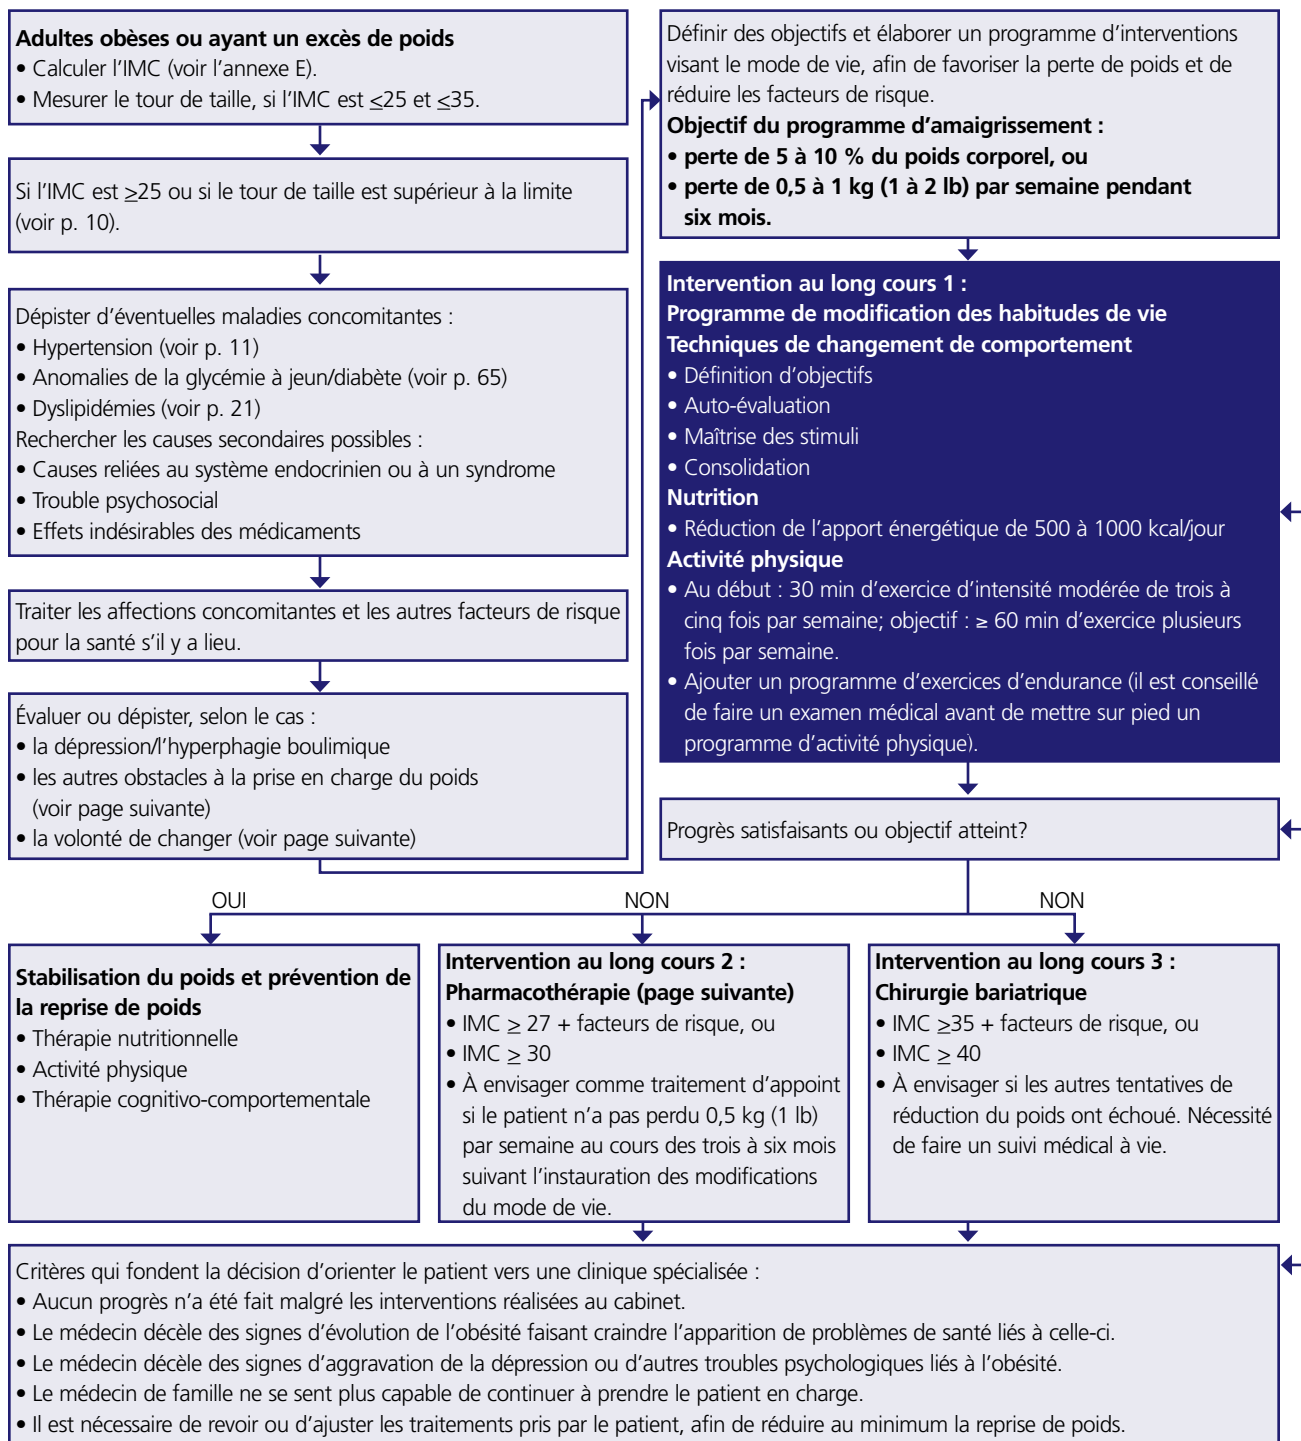 Adultes obèses ou ayant un excès de poids
• Calculer l’IMC (voir l’annexe E).
• Mesurer le tour de taille, si l’IMC est ≤25 et ≤35.
Si l’IMC est ≥25 ou si le tour de taille est supérieur à la limite
(voir p. 10).
Dépister d’éventuelles maladies concomitantes :
• Hypertension (voir p. 11)
• Anomalies de la glycémie à jeun/diabète (voir p. 65)
• Dyslipidémies (voir p. 21)
Rechercher les causes secondaires possibles :
• Causes reliées au système endocrinien ou à un syndrome
• Trouble psychosocial
• Effets indésirables des médicaments
Traiter les affections concomitantes et les autres facteurs de risque
pour la santé s’il y a lieu.
Évaluer ou dépister, selon le cas :
• la dépression/l’hyperphagie boulimique
• les autres obstacles à la prise en charge du poids
(voir page suivante)
• la volonté de changer (voir page suivante)
Définir des objectifs et élaborer un programme d’interventions
visant le mode de vie, afin de favoriser la perte de poids et de
réduire les facteurs de risque.
Objectif du programme d’amaigrissement :
• perte de 5 à 10 % du poids corporel, ou
• perte de 0,5 à 1 kg (1 à 2 lb) par semaine pendant
six mois.
Intervention au long cours 1 :
Programme de modification des habitudes de vie
Techniques de changement de comportement
• Définition d’objectifs
• Auto-évaluation
• Maîtrise des stimuli
• Consolidation
Nutrition
• Réduction de l’apport énergétique de 500 à 1000 kcal/jour
Activité physique
• Au début : 30 min d’exercice d’intensité modérée de trois à
cinq fois par semaine; objectif : ≥ 60 min d’exercice plusieurs
fois par semaine.
• Ajouter un programme d’exercices d’endurance (il est conseillé
de faire un examen médical avant de mettre sur pied un
programme d’activité physique).
Progrès satisfaisants ou objectif atteint?
OUI
NON
NON
Stabilisation du poids et prévention de
la reprise de poids
• Thérapie nutritionnelle
• Activité physique
• Thérapie cognitivo-comportementale
Intervention au long cours 2 :
Pharmacothérapie (page suivante)
• IMC ≥ 27 + facteurs de risque, ou
• IMC ≥ 30
• À envisager comme traitement d’appoint
si le patient n’a pas perdu 0,5 kg (1 lb)
par semaine au cours des trois à six mois
suivant l’instauration des modifications
du mode de vie.
Intervention au long cours 3 :
Chirurgie bariatrique
• IMC ≥35 + facteurs de risque, ou
• IMC ≥ 40
• À envisager si les autres tentatives de
réduction du poids ont échoué. Nécessité
de faire un suivi médical à vie.
Critères qui fondent la décision d’orienter le patient vers une clinique spécialisée :
• Aucun progrès n’a été fait malgré les interventions réalisées au cabinet.
• Le médecin décèle des signes d’évolution de l’obésité faisant craindre l’apparition de problèmes de santé liés à celle-ci.
• Le médecin décèle des signes d’aggravation de la dépression ou d’autres troubles psychologiques liés à l’obésité.
• Le médecin de famille ne se sent plus capable de continuer à prendre le patient en charge.
• Il est nécessaire de revoir ou d’ajuster les traitements pris par le patient, afin de réduire au minimum la reprise de poids.